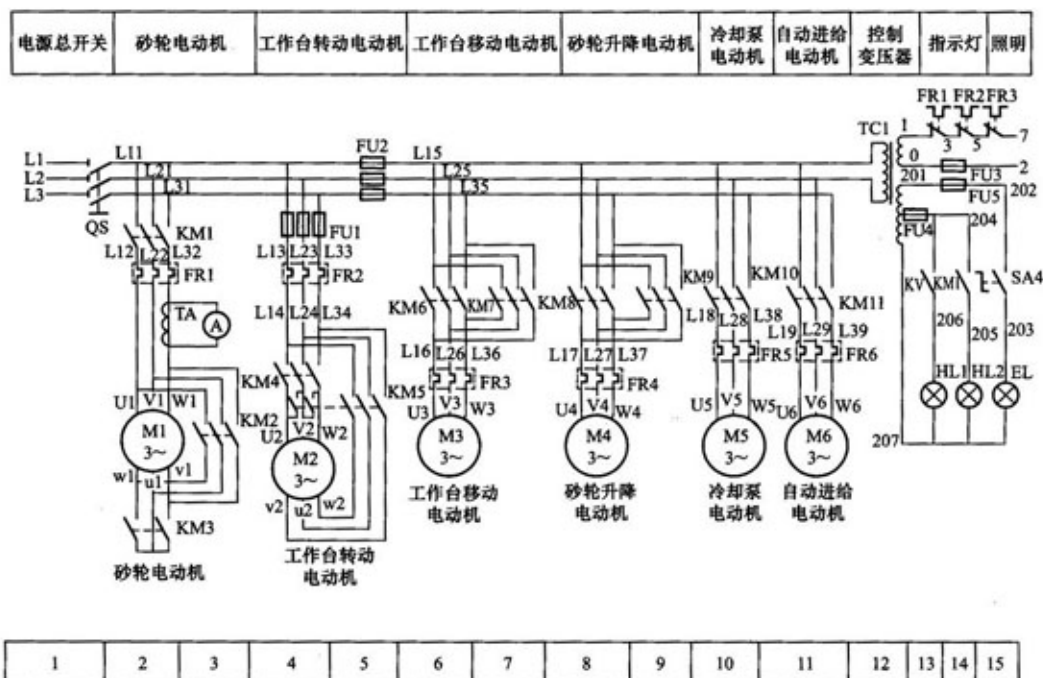 电源总开关 砂轮电动机 工作台转动电动机 工作台移动电动机 砂轮升降电动机 冷却泵电动机 自动进给电动机 控制变压器 指示灯 照明
FR1 FR2 FR3
TC1 1 3 5 7
0 2
FU3
201 202
FU5
FU4 204
L1 L11 FU2 L15
L2 L21 L25
L3 L31 L35
QS
KM1 FU1
L12 L22 L32 L13 L23 L33
FR1 FR2
KM6 KM7 KM8 KM9 KM10 KM11
KV KM1 SA4
TA A
L14 L24 L34
L18 L28 L38 L19 L29 L39
206 205 203
L16 L26 L36 L17 L27 L37
FR3 FR4 FR5 FR6
KM4 KM5
HL1 HL2 EL
U1 V1 W1 KM2
U2 V2 W2
U3 V3 W3
U4 V4 W4
U5 V5 W5
U6 V6 W6
207
M1 3~
M2 3~
M3 3~
M4 3~
M5 3~
M6 3~
w1 u1 v1
v2 u2 w2
KM3
工作台移动
电动机
砂轮升降
电动机
冷却泵
电动机
自动进给
电动机
砂轮电动机
工作台转动
电动机
1 2 3 4 5 6 7 8 9 10 11 12 13 14 15